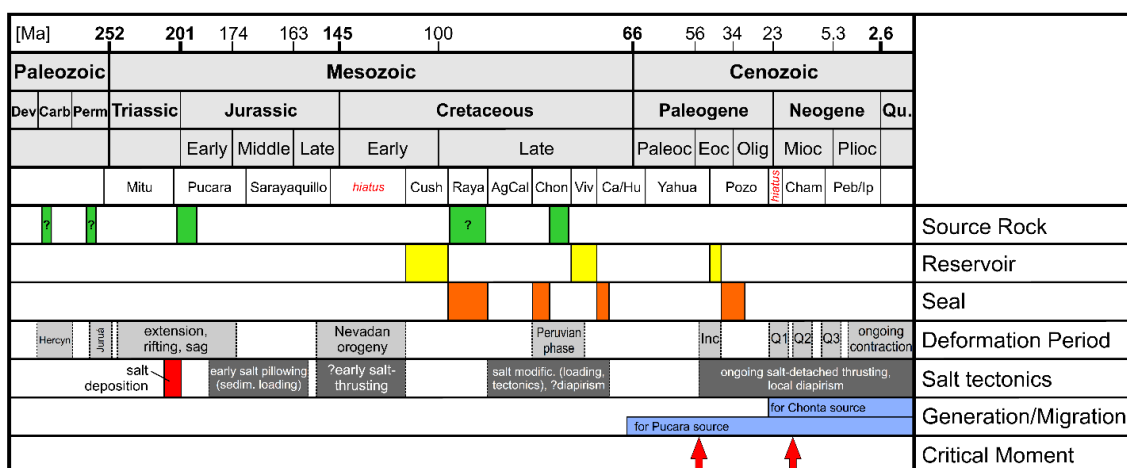 [Ma] 252 201 174 163 145 100 66 56 34 23 5.3 2.6
Paleozoic Mesozoic Cenozoic
Dev Carb Perm Triassic Jurassic Cretaceous Paleogene Neogene Qu.
Early Middle Late Early Late Paleoc Eoc Olig Mioc Plioc
Mitu Pucara Sarayaquillo hiatus Cush Raya AgCal Chon Viv Ca/Hu Yahua Pozo hiatus Cham Peb/Ip
? ? ? Source Rock
Reservoir
Seal
Hercyn Juruá extension, rifting, sag Nevadan orogeny Peruvian phase Inc Q1 Q2 Q3 ongoing contraction Deformation Period
salt deposition early salt pillowing (sedim. loading) ?early salt-thrusting salt modific. (loading, tectonics), ?diapirism ongoing salt-detached thrusting, local diapirism Salt tectonics
for Chonta source
for Pucara source Generation/Migration
Critical Moment